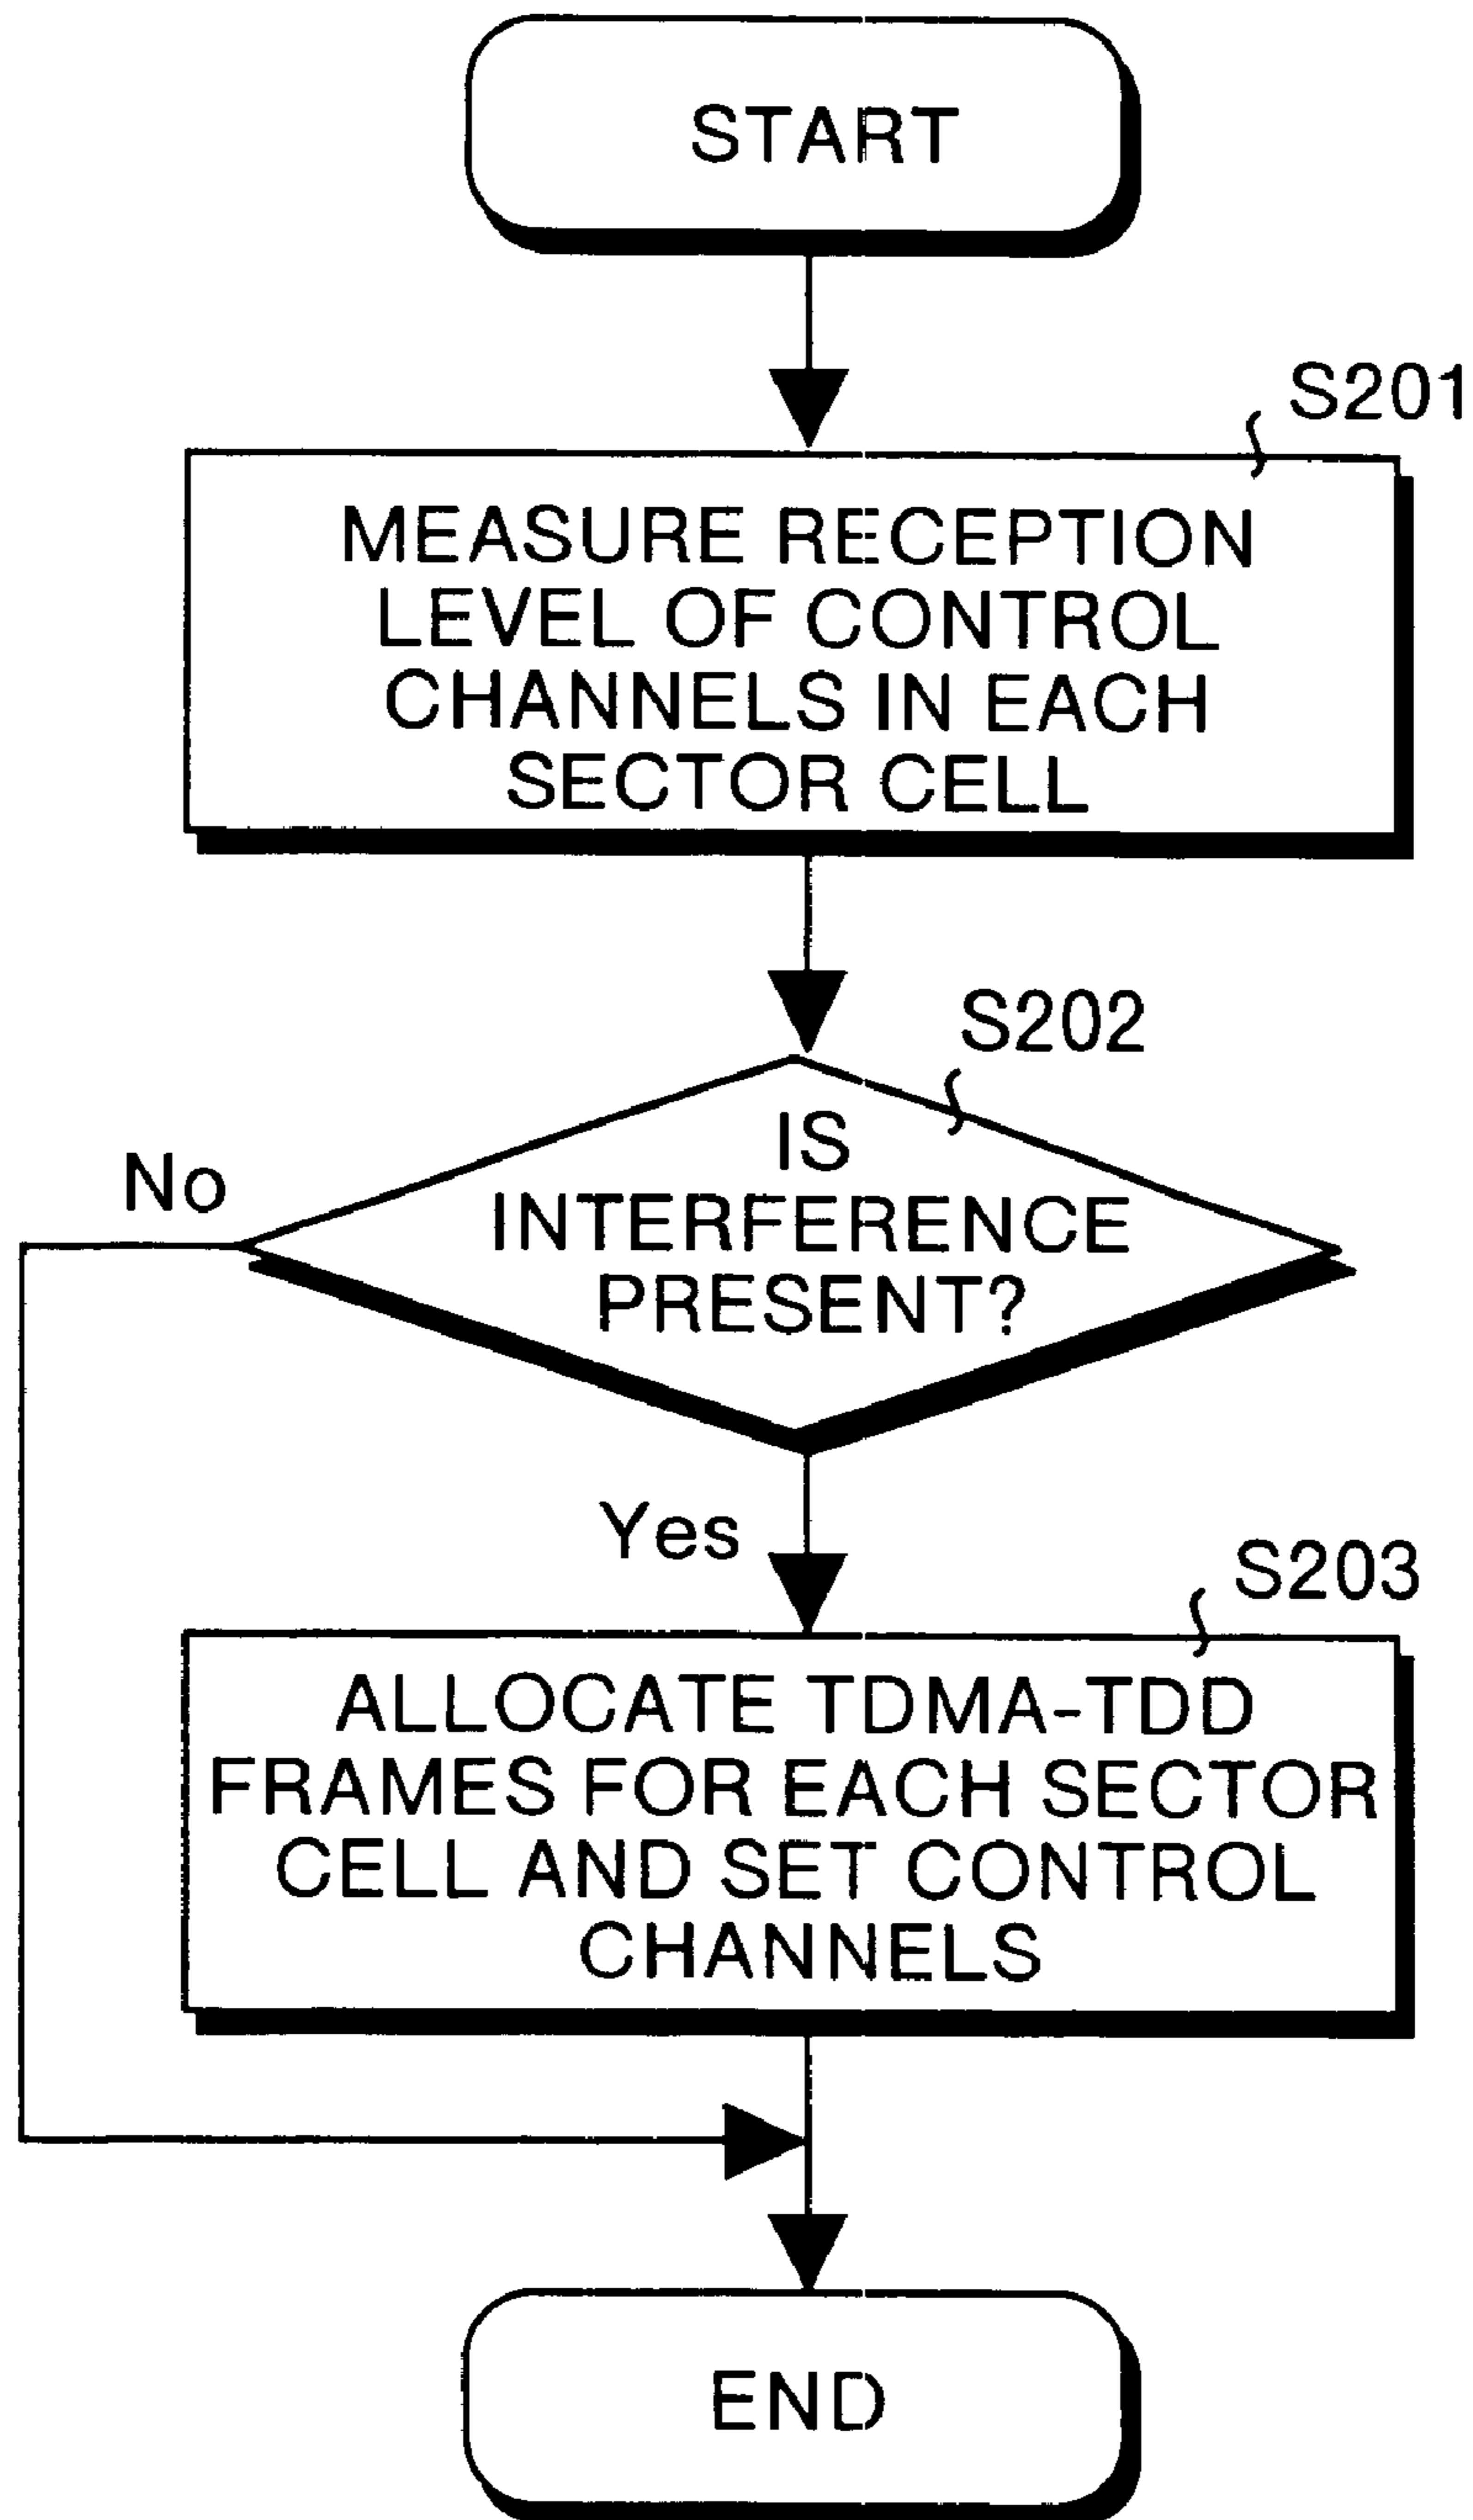 START
S201
MEASURE RECEPTION
LEVEL OF CONTROL
CHANNELS IN EACH
SECTOR CELL
S202
IS
INTERFERENCE
PRESENT?
No
Yes
S203
ALLOCATE TDMA-TDD
FRAMES FOR EACH SECTOR
CELL AND SET CONTROL
CHANNELS
END